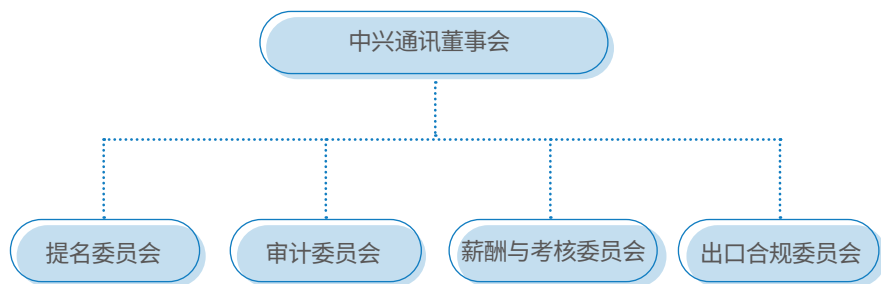 中兴通讯董事会
提名委员会
审计委员会
薪酬与考核委员会
出口合规委员会